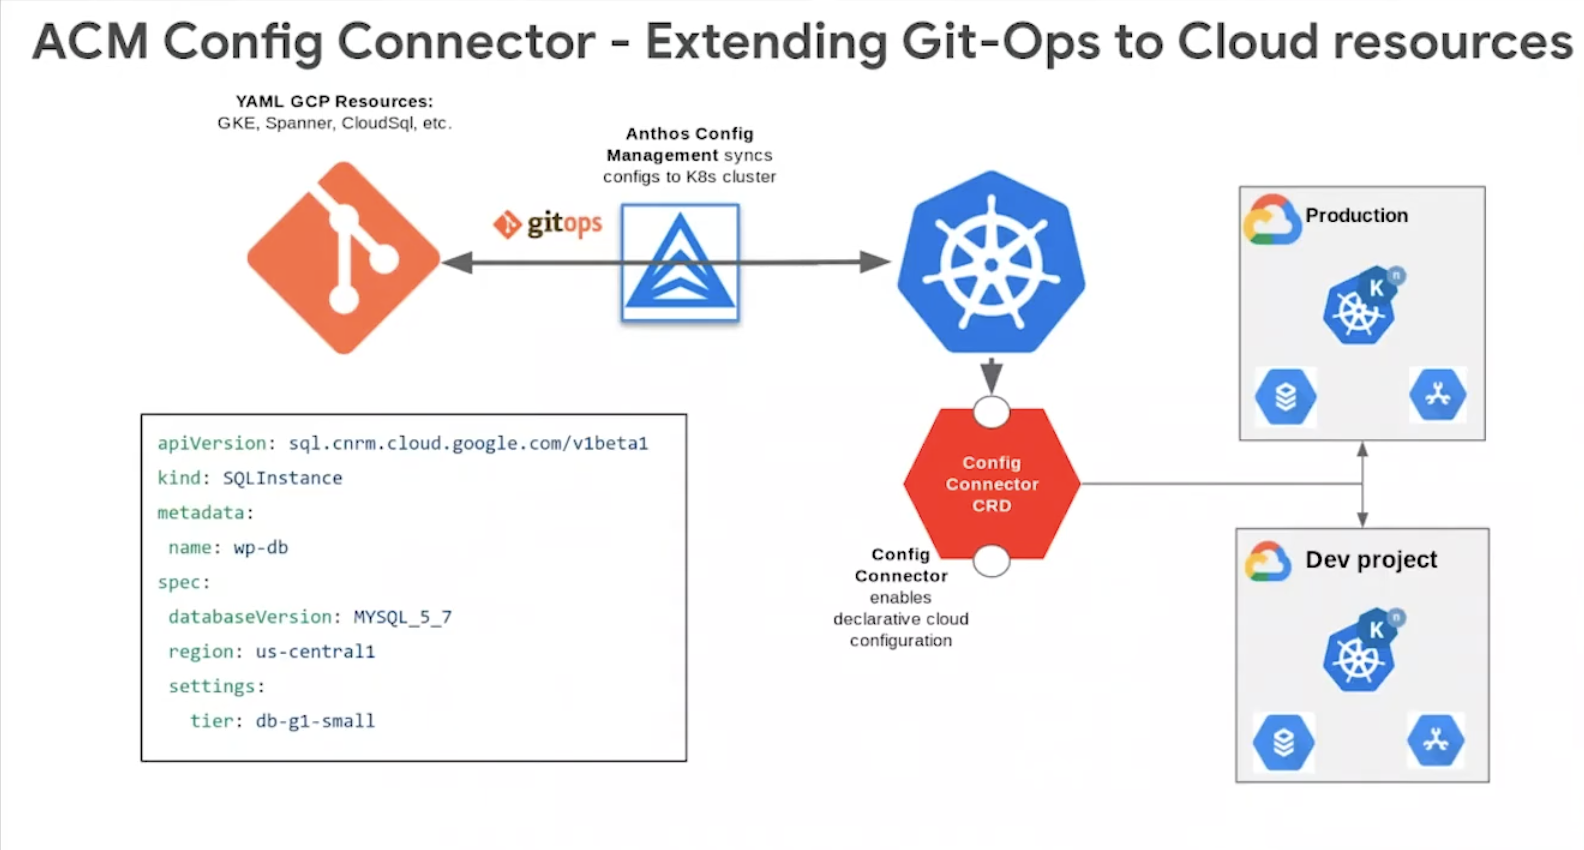 ACM Config Connector - Extending Git-Ops to Cloud resources
YAML GCP Resources:
GKE, Spanner, CloudSql, etc.
Anthos Config
Management syncs
configs to K8s cluster
gitops
Production
K
n
apiVersion: sql.cnrm.cloud.google.com/v1beta1
kind: SQLInstance
metadata:
name: wp-db
spec:
databaseVersion: MYSQL_5_7
region: us-central1
settings:
tier: db-g1-small
Config
Connector
CRD
Config
Connector
enables
declarative cloud
configuration
Dev project
K
n